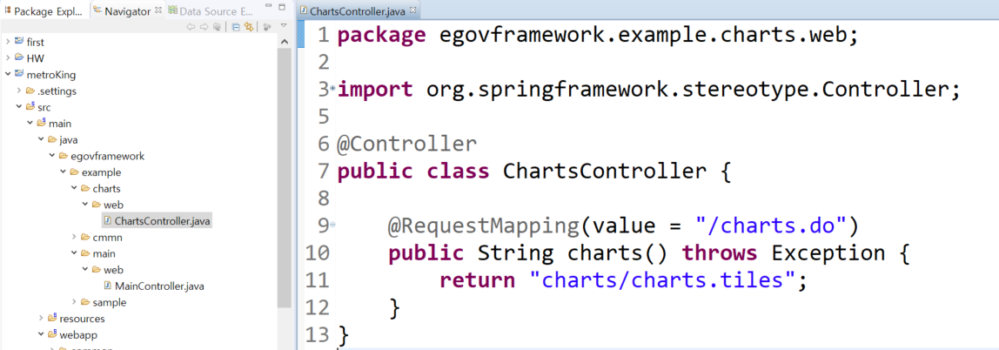 Package Expl...
Navigator
Data Source E...
first
HW
metroKing
.settings
src
main
java
egovframework
example
charts
web
ChartsController.java
cmmn
main
web
MainController.java
sample
resources
webapp
ChartsController.java
1 package egovframework.example.charts.web;
2
3 import org.springframework.stereotype.Controller;
5
6 @Controller
7 public class ChartsController {
8
9 @RequestMapping(value = "/charts.do")
10 public String charts() throws Exception {
11 return "charts/charts.tiles";
12 }
13 }